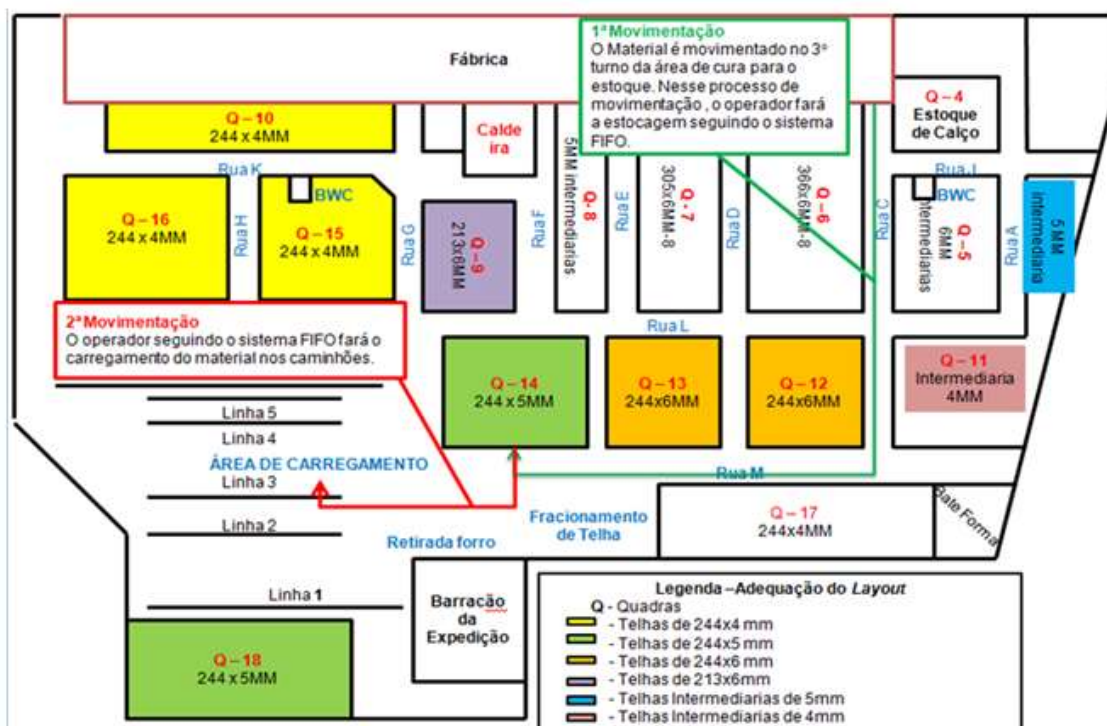 Fábrica
1ª Movimentação
O Material é movimentado no 3º
turno da área de cura para o
estoque. Nesse processo de
movimentação , o operador fará
a estocagem seguindo o sistema
FIFO.
Q – 4
Estoque
de Calço
Q – 10
244 x 4MM
Calde
ira
Rua K
Rua J
Q – 16
244 x 4MM
Rua H
BWC
Q – 15
244 x 4MM
Rua G
Q – 9
213x6MM
Rua F
Q- 8
5MM intermediarias
Rua E
Q- 7
305x6MM-8
Rua D
Q- 6
366x6MM-8
Rua C
BWC
Q – 5
6MM
ntermediarias
Rua A
5 MM
intermediaria
2ª Movimentação
O operador seguindo o sistema FIFO fará o
carregamento do material nos caminhões.
Rua L
Q – 14
244 x 5MM
Q – 13
244x6MM
Q – 12
244x6MM
Q – 11
Intermediaria
4MM
Linha 5
Linha 4
ÁREA DE CARREGAMENTO
Linha 3
Linha 2
Rua M
Q – 17
244x4MM
Bate Forma
Fracionamento
de Telha
Retirada forro
Linha 1
Barracão
da
Expedição
Q – 18
244 x 5MM
Legenda –Adequação do Layout
Q - Quadras
- Telhas de 244x4 mm
- Telhas de 244x5 mm
- Telhas de 244x6 mm
- Telhas de 213x6mm
- Telhas Intermediarias de 5mm
- Telhas Intermediarias de 4mm